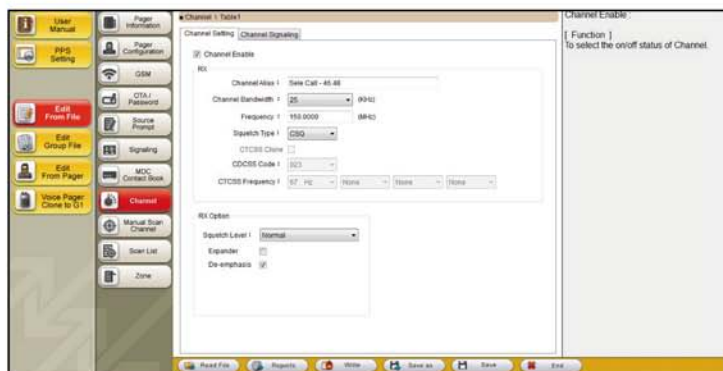 User Manual
PPS Setting
Edit From File
Edit Group File
Edit From Pager
Voice Pager Clone to G1
Pager Information
Pager Configuration
GSM
OTA / Password
Source Prompt
Signaling
MDC Contact Book
Channel
Manual Scan Channel
Scan List
Zone
Channel \ Table1
Channel Setting Channel Signaling
Channel Enable
RX
Channel Alias : Sele Call - 45.48
Channel Bandwidth : 25 (KHz)
Frequency : 150.0000 (MHz)
Squelch Type : CSQ
CTCSS Clone
CDCSS Code : 023
CTCSS Frequency : 67 Hz None None None
RX Option
Squelch Level : Normal
Expander
De-emphasis
Channel Enable :
[ Function ]
To select the on/off status of Channel.
Read File Reports Write Save as Save End